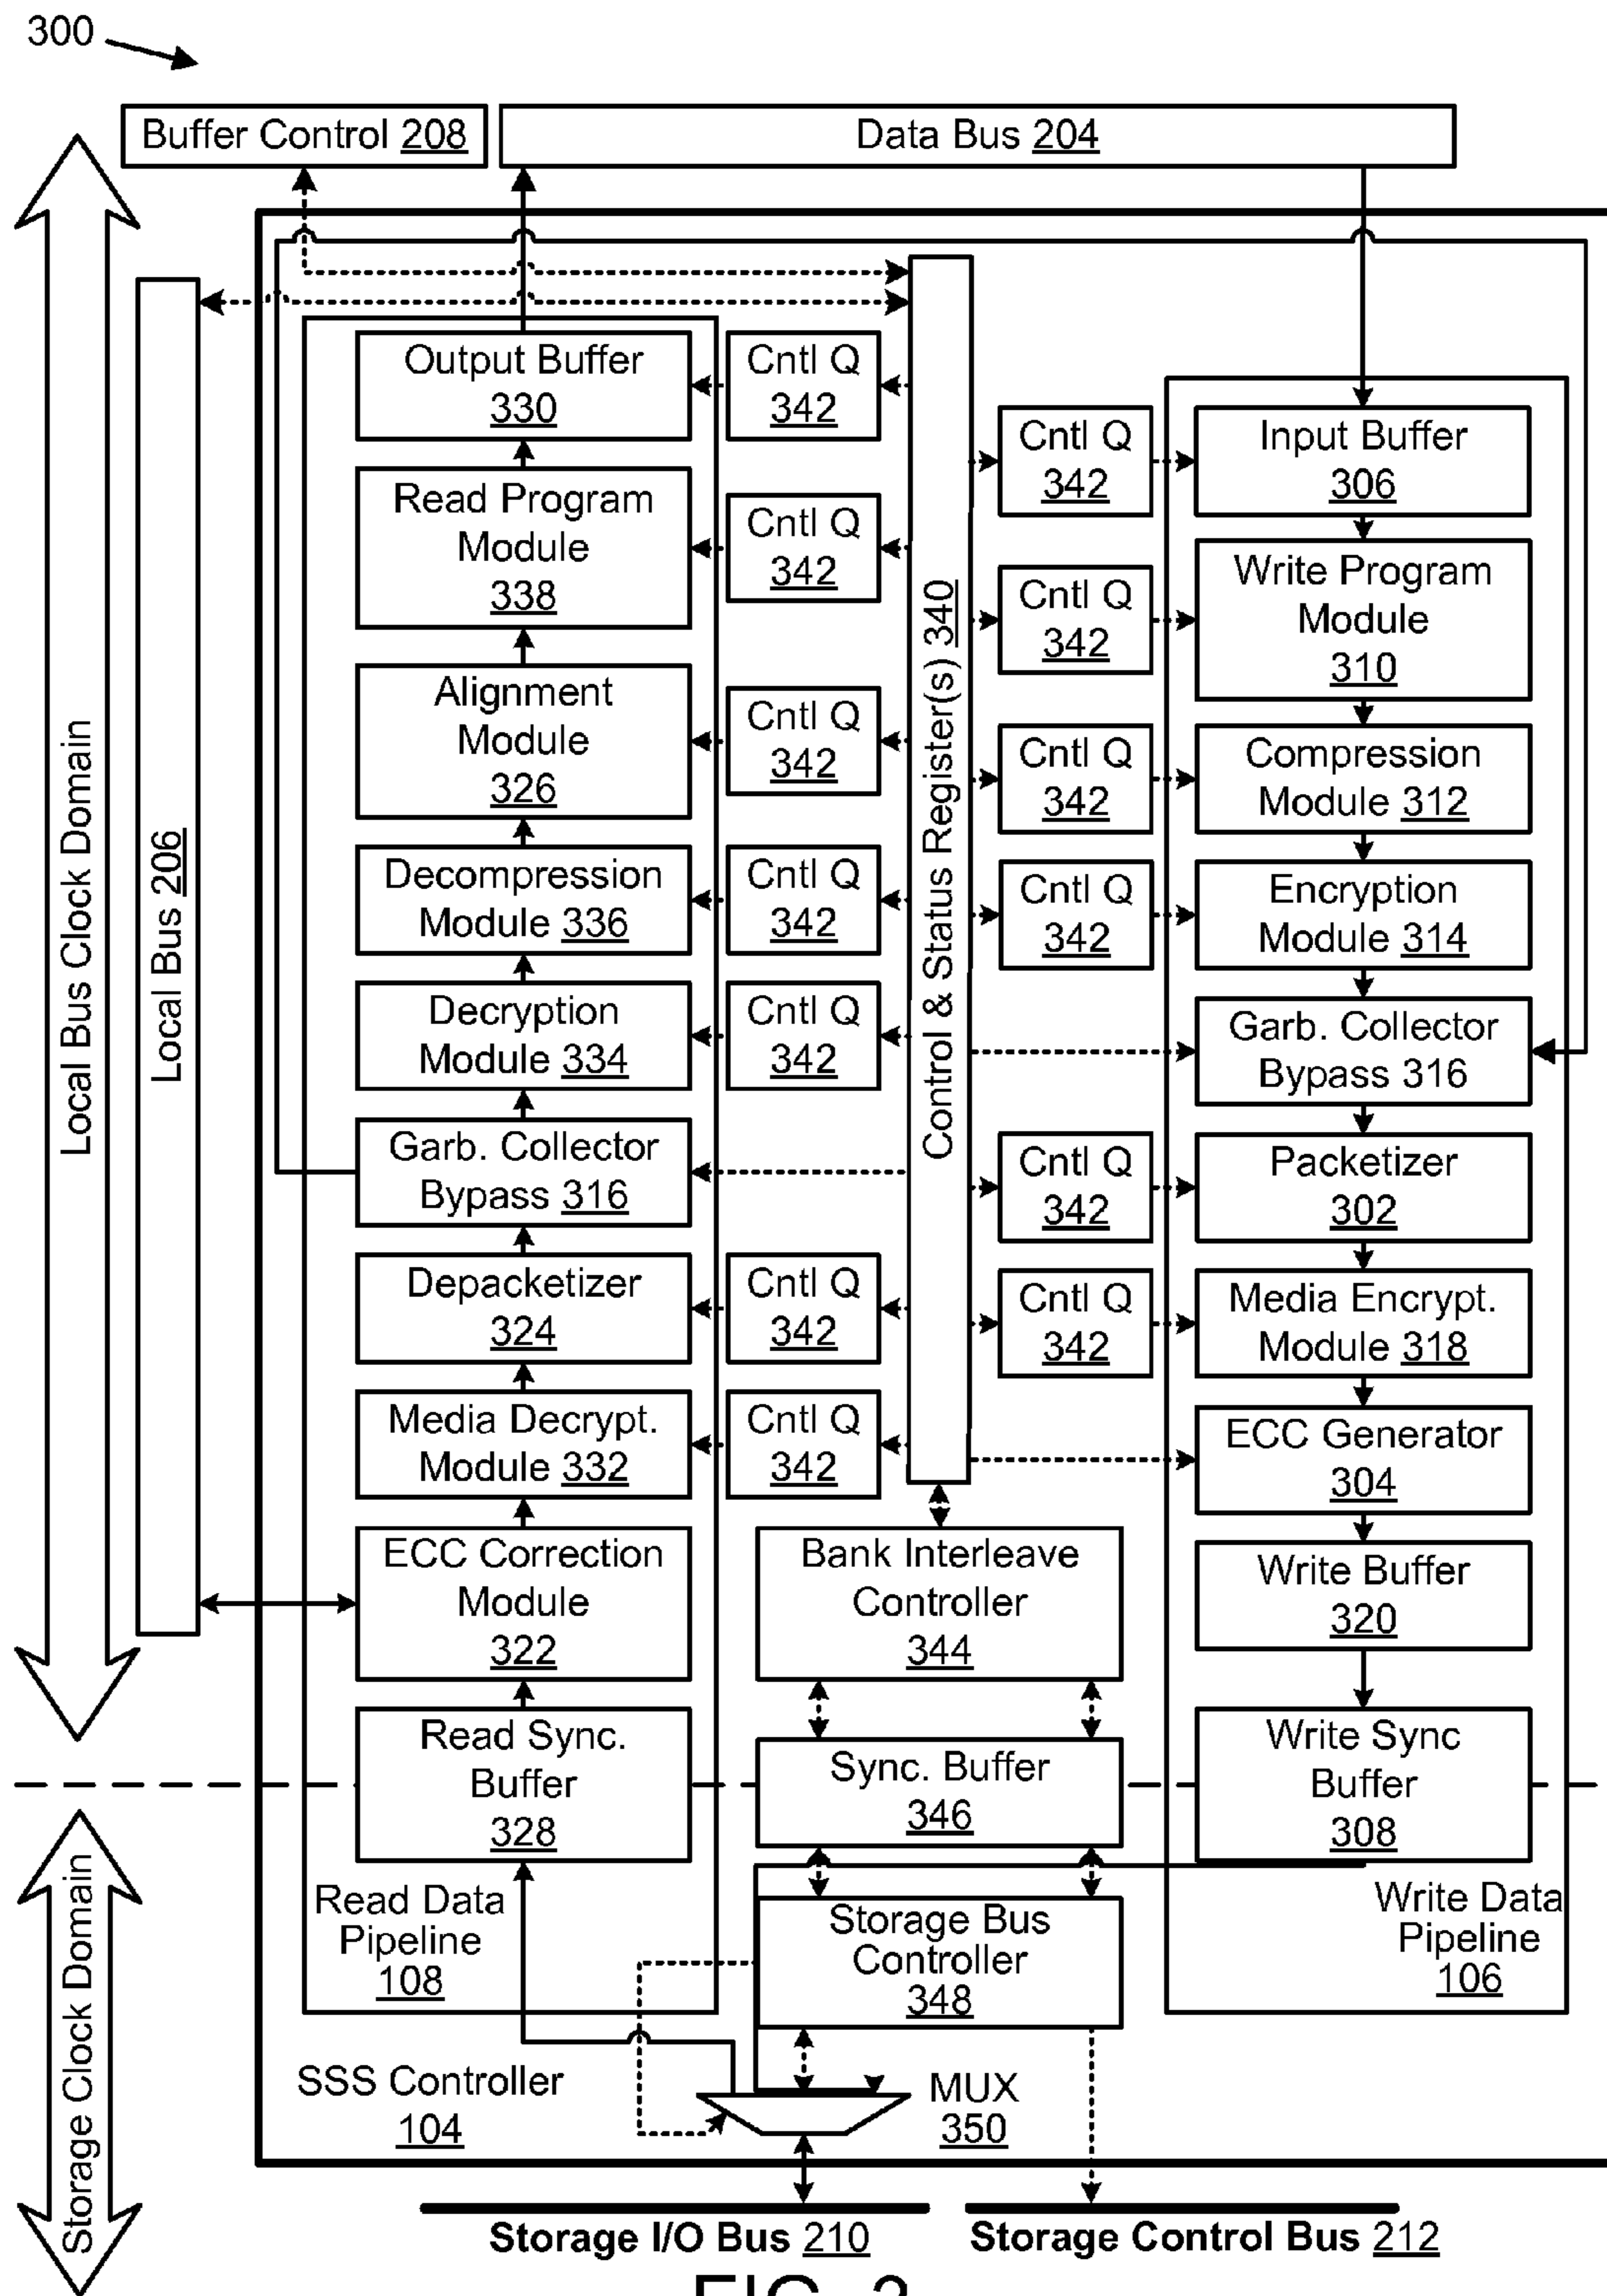 300
Buffer Control 208
Data Bus 204
Local Bus Clock Domain
Local Bus 206
Output Buffer
330
Read Program
Module
338
Alignment
Module
326
Decompression
Module 336
Decryption
Module 334
Garb. Collector
Bypass 316
Depacketizer
324
Media Decrypt.
Module 332
ECC Correction
Module
322
Read Sync.
Buffer
328
Read Data
Pipeline
108
Cntl Q
342
Cntl Q
342
Cntl Q
342
Cntl Q
342
Cntl Q
342
Cntl Q
342
Cntl Q
342
Control & Status Register(s) 340
Cntl Q
342
Cntl Q
342
Cntl Q
342
Cntl Q
342
Cntl Q
342
Cntl Q
342
Input Buffer
306
Write Program
Module
310
Compression
Module 312
Encryption
Module 314
Garb. Collector
Bypass 316
Packetizer
302
Media Encrypt.
Module 318
ECC Generator
304
Write Buffer
320
Write Sync
Buffer
308
Write Data
Pipeline
106
Bank Interleave
Controller
344
Sync. Buffer
346
Storage Bus
Controller
348
Storage Clock Domain
SSS Controller
104
MUX
350
Storage I/O Bus 210
Storage Control Bus 212